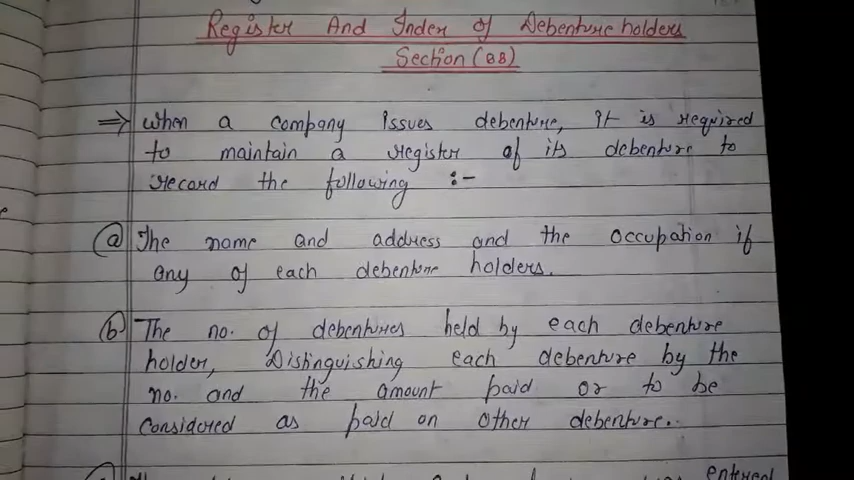 Register And Index of Debenture holders
Section (88)
⇒ When a company issues debenture, It is required
to maintain a register of its debenture to
record the following :-
(a) The name and address and the occupation if
any of each debenture holders.
(b) The no. of debentures held by each debenture
holder, Distinguishing each debenture by the
no. and the amount paid or to be
considered as paid on other debenture..
entered